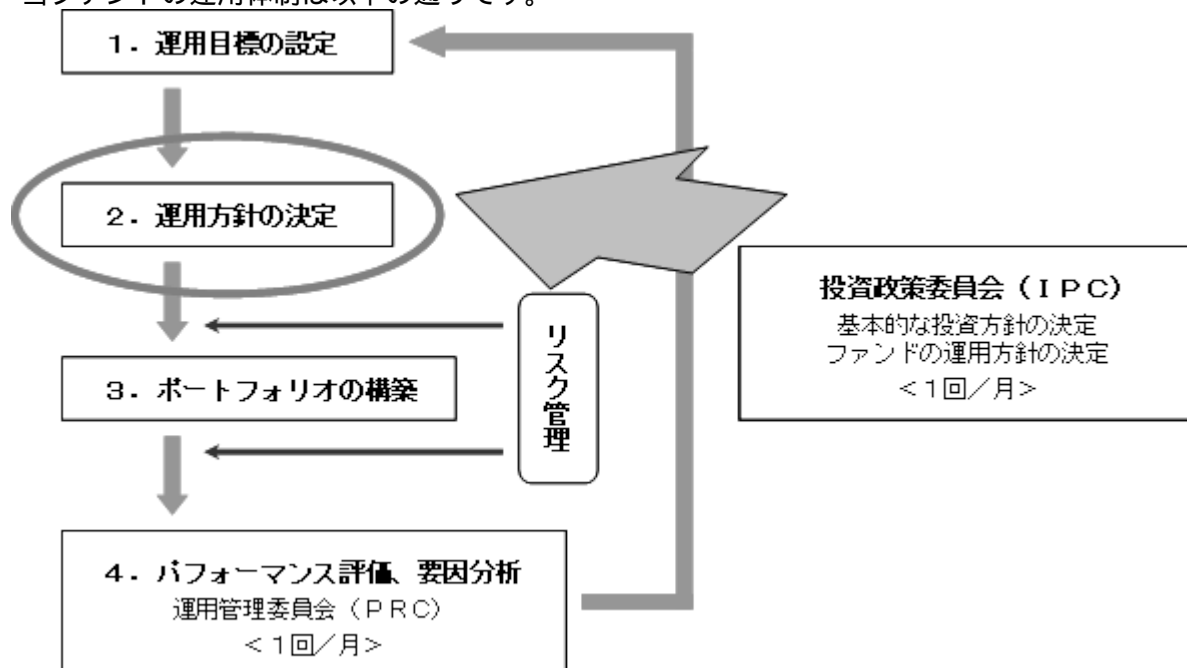 当ファンドの運用体制は以下の通りです。
１．運用目標の設定
２．運用方針の決定
３．ポートフォリオの構築
リスク管理
投資政策委員会（ＩＰＣ）
基本的な投資方針の決定
ファンドの運用方針の決定
＜１回／月＞
４．パフォーマンス評価、要因分析
運用管理委員会（ＰＲＣ）
＜１回／月＞